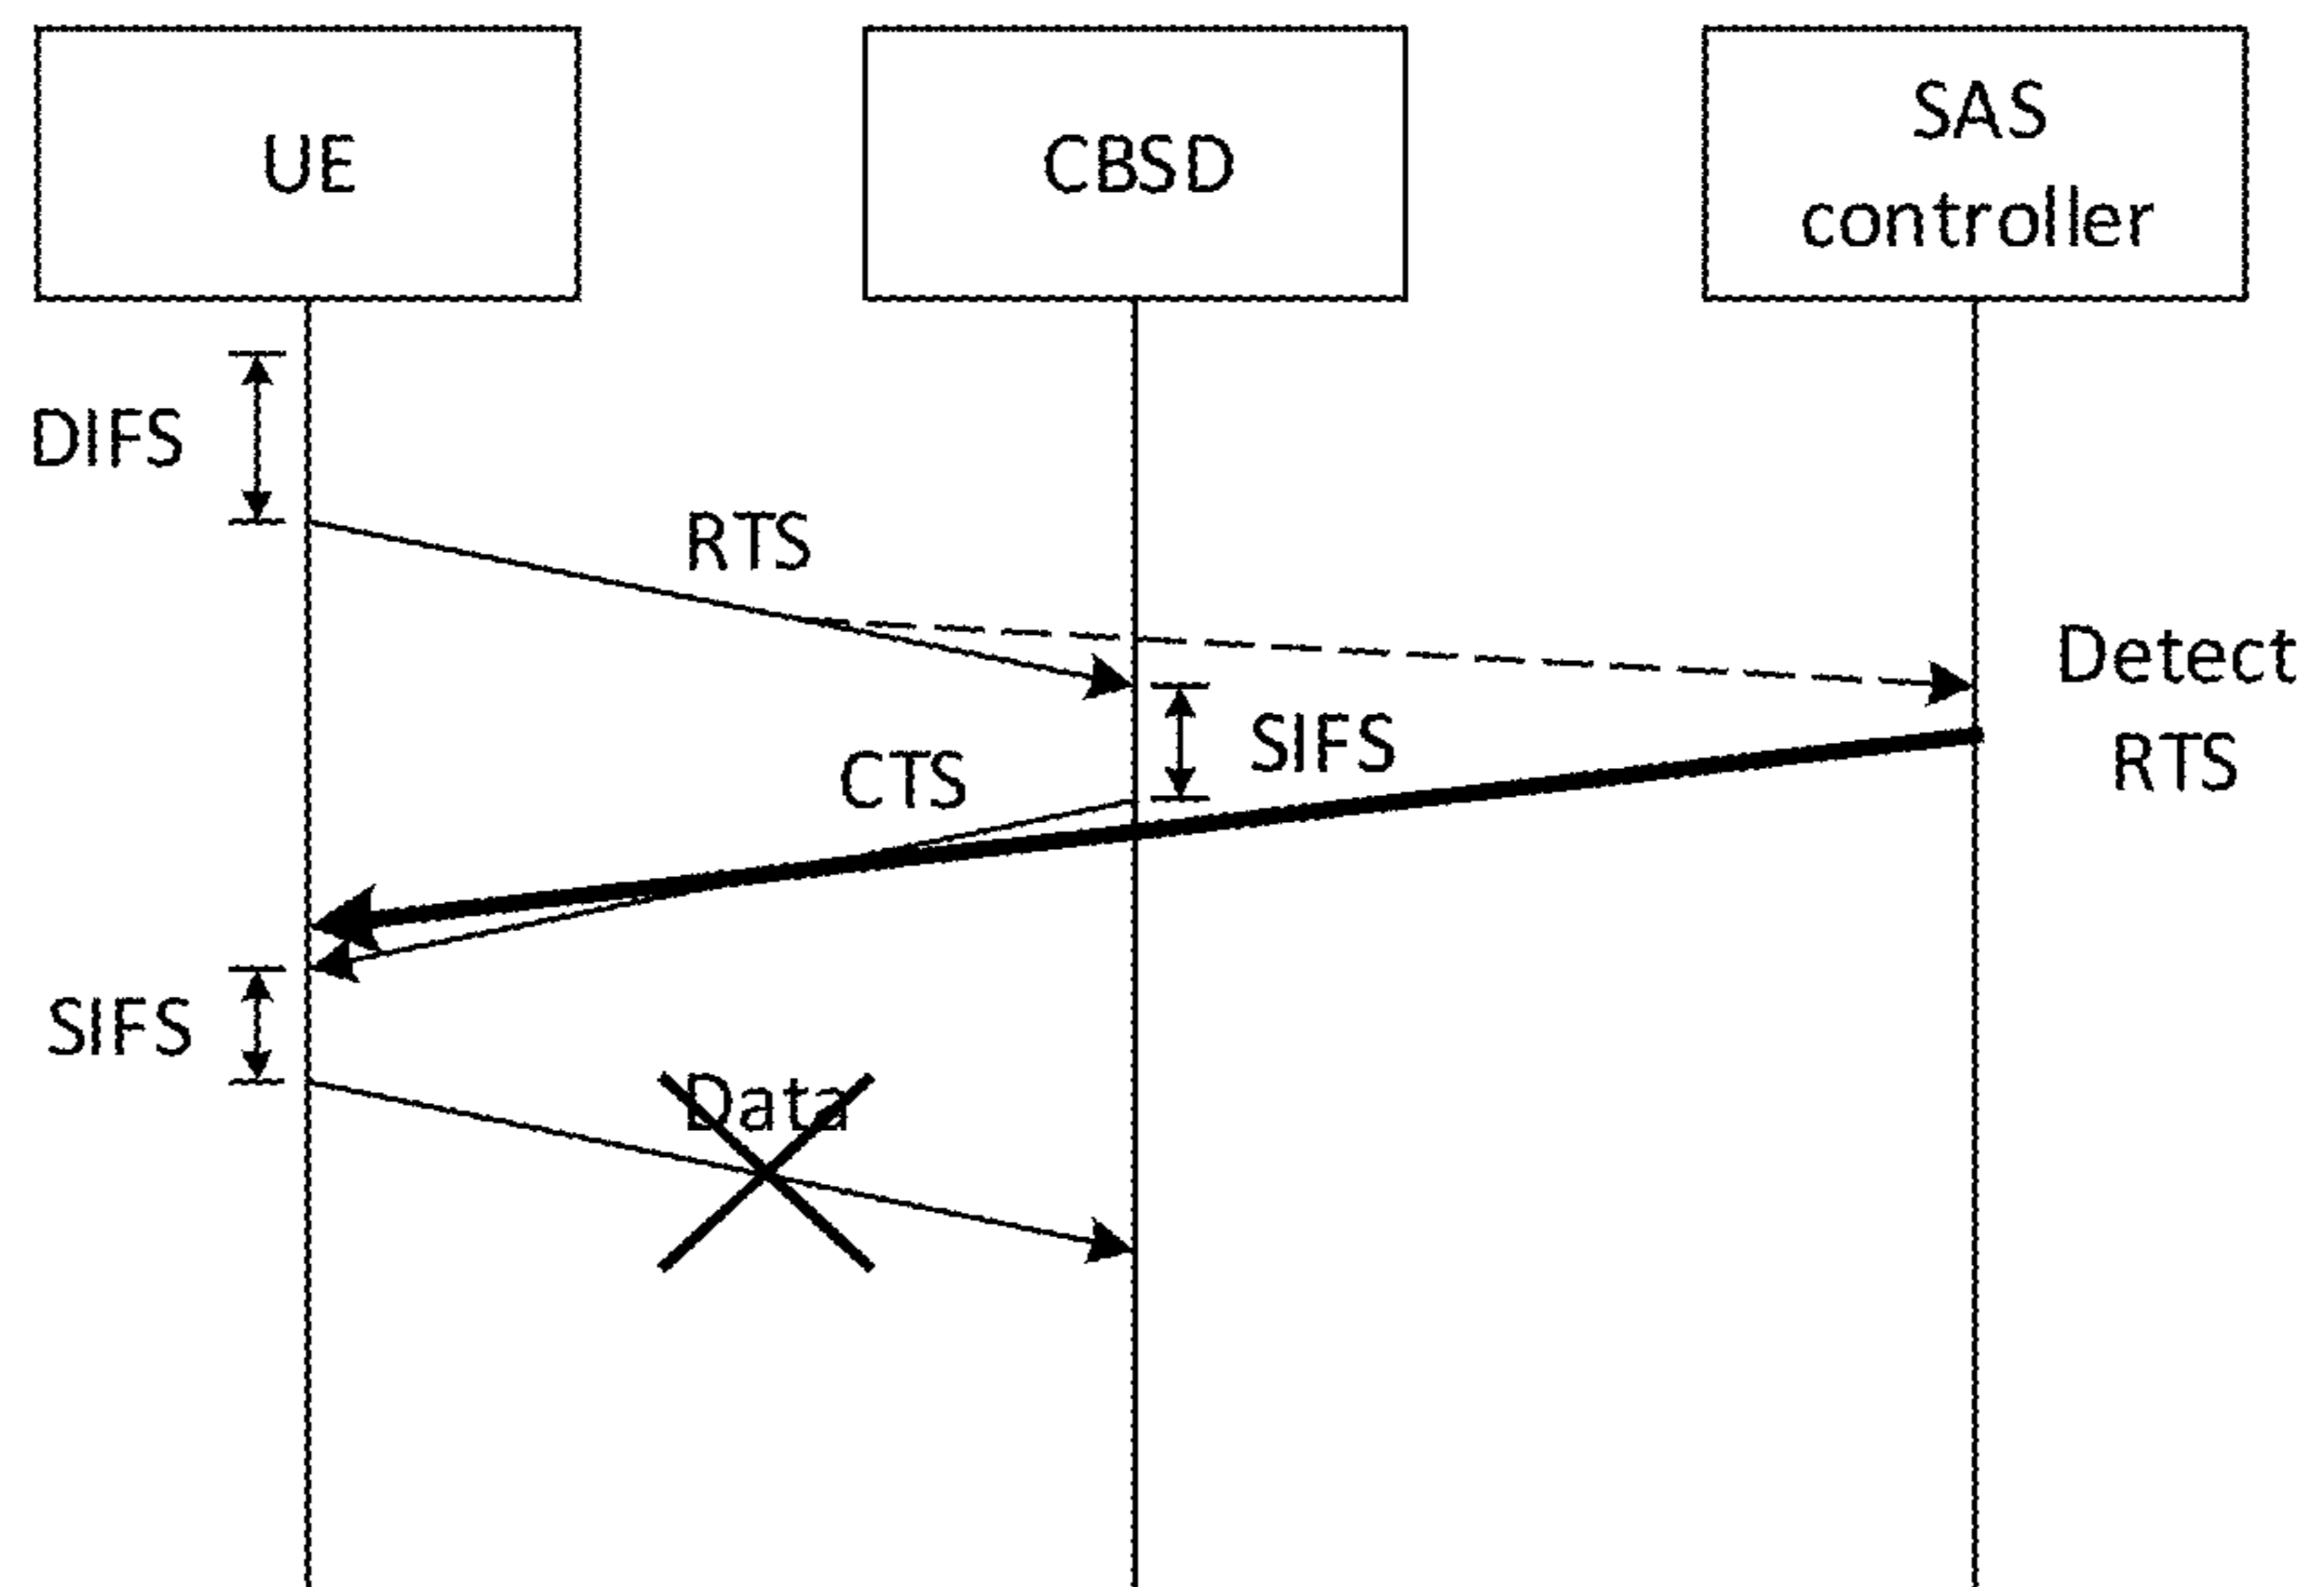 UE
CBSD
SAS
controller
DIFS
RTS
Detect
RTS
SIFS
CTS
SIFS
Data